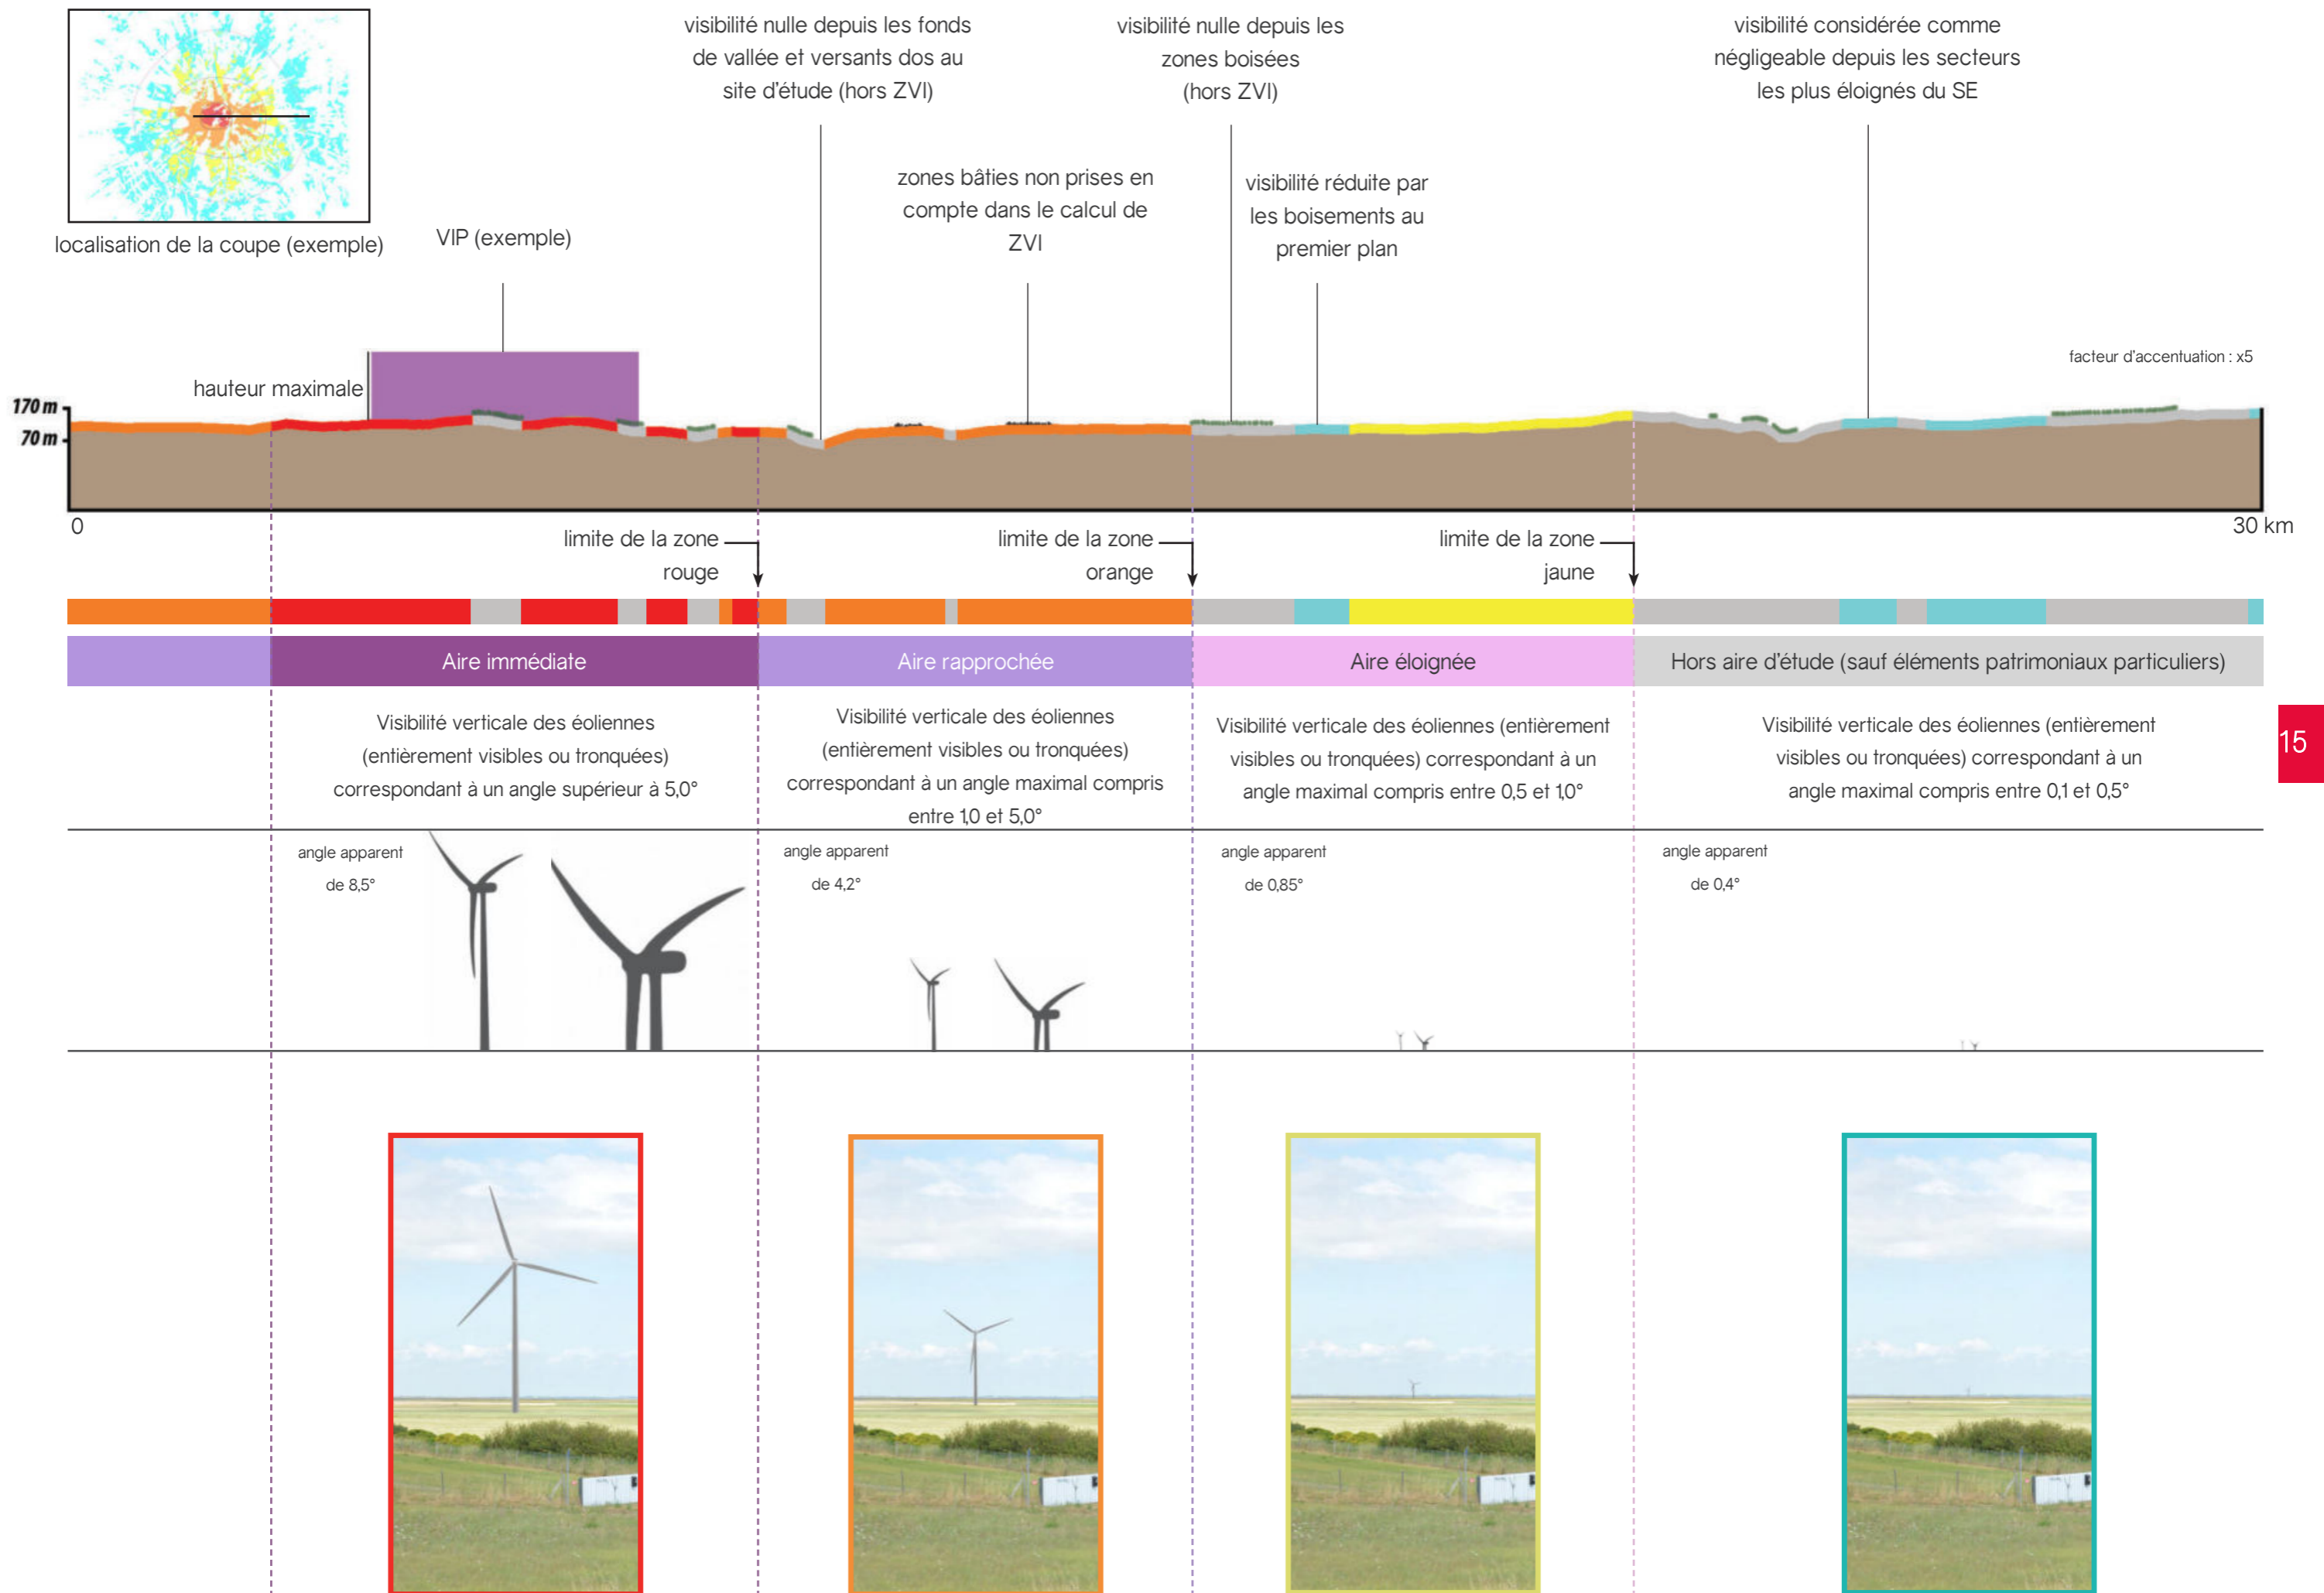 visibilité nulle depuis les fonds
de vallée et versants dos au
site d'étude (hors ZVI)
visibilité nulle depuis les
zones boisées
(hors ZVI)
visibilité considérée comme
négligeable depuis les secteurs
les plus éloignés du SE
zones bâties non prises en
compte dans le calcul de
ZVI
visibilité réduite par
les boisements au
premier plan
localisation de la coupe (exemple)
VIP (exemple)
facteur d'accentuation : x5
hauteur maximale
170 m
70 m
0
30 km
limite de la zone
rouge
limite de la zone
orange
limite de la zone
jaune
Aire immédiate
Aire rapprochée
Aire éloignée
Hors aire d'étude (sauf éléments patrimoniaux particuliers)
Visibilité verticale des éoliennes
(entièrement visibles ou tronquées)
correspondant à un angle supérieur à 5,0°
Visibilité verticale des éoliennes
(entièrement visibles ou tronquées)
correspondant à un angle maximal compris
entre 1,0 et 5,0°
Visibilité verticale des éoliennes (entièrement
visibles ou tronquées) correspondant à un
angle maximal compris entre 0,5 et 1,0°
Visibilité verticale des éoliennes (entièrement
visibles ou tronquées) correspondant à un
angle maximal compris entre 0,1 et 0,5°
15
angle apparent
de 8,5°
angle apparent
de 4,2°
angle apparent
de 0,85°
angle apparent
de 0,4°